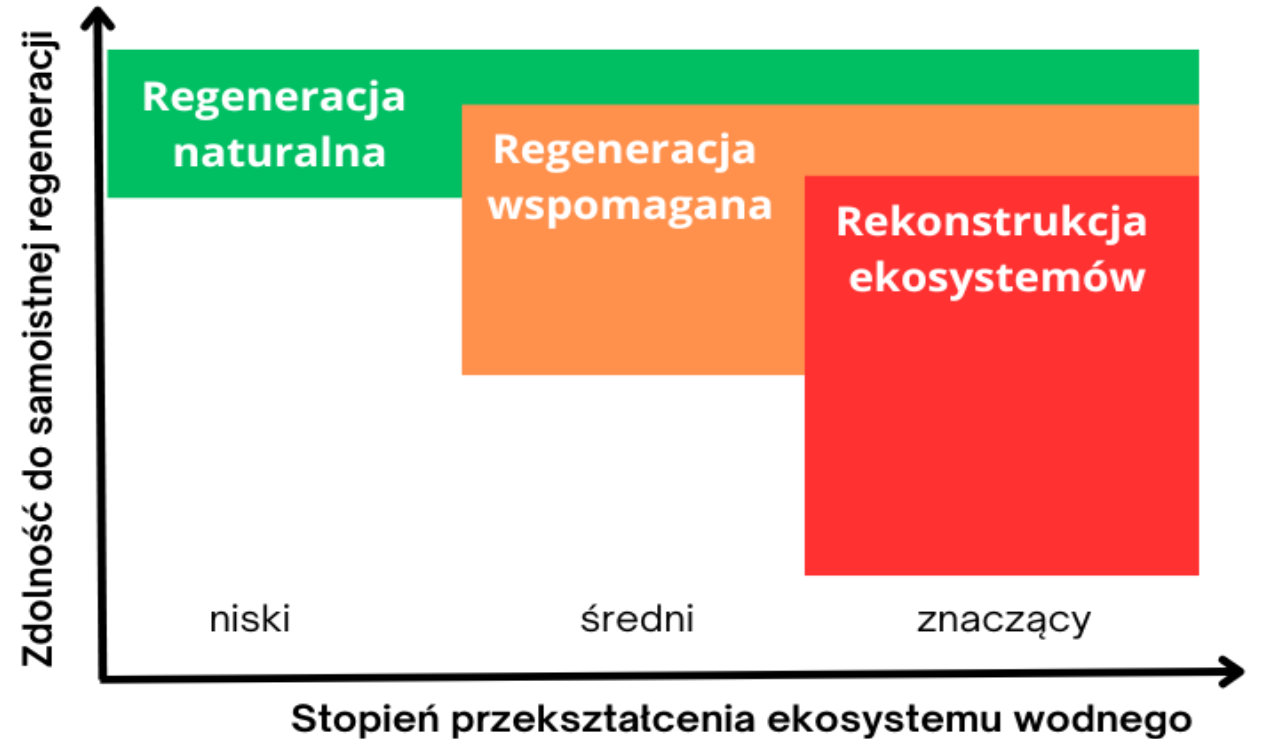 Zdolność do samoistnej regeneracji
Regeneracja
naturalna
Regeneracja
wspomagana
Rekonstrukcja
ekosystemów
niski
średni
znaczący
Stopień przekształcenia ekosystemu wodnego